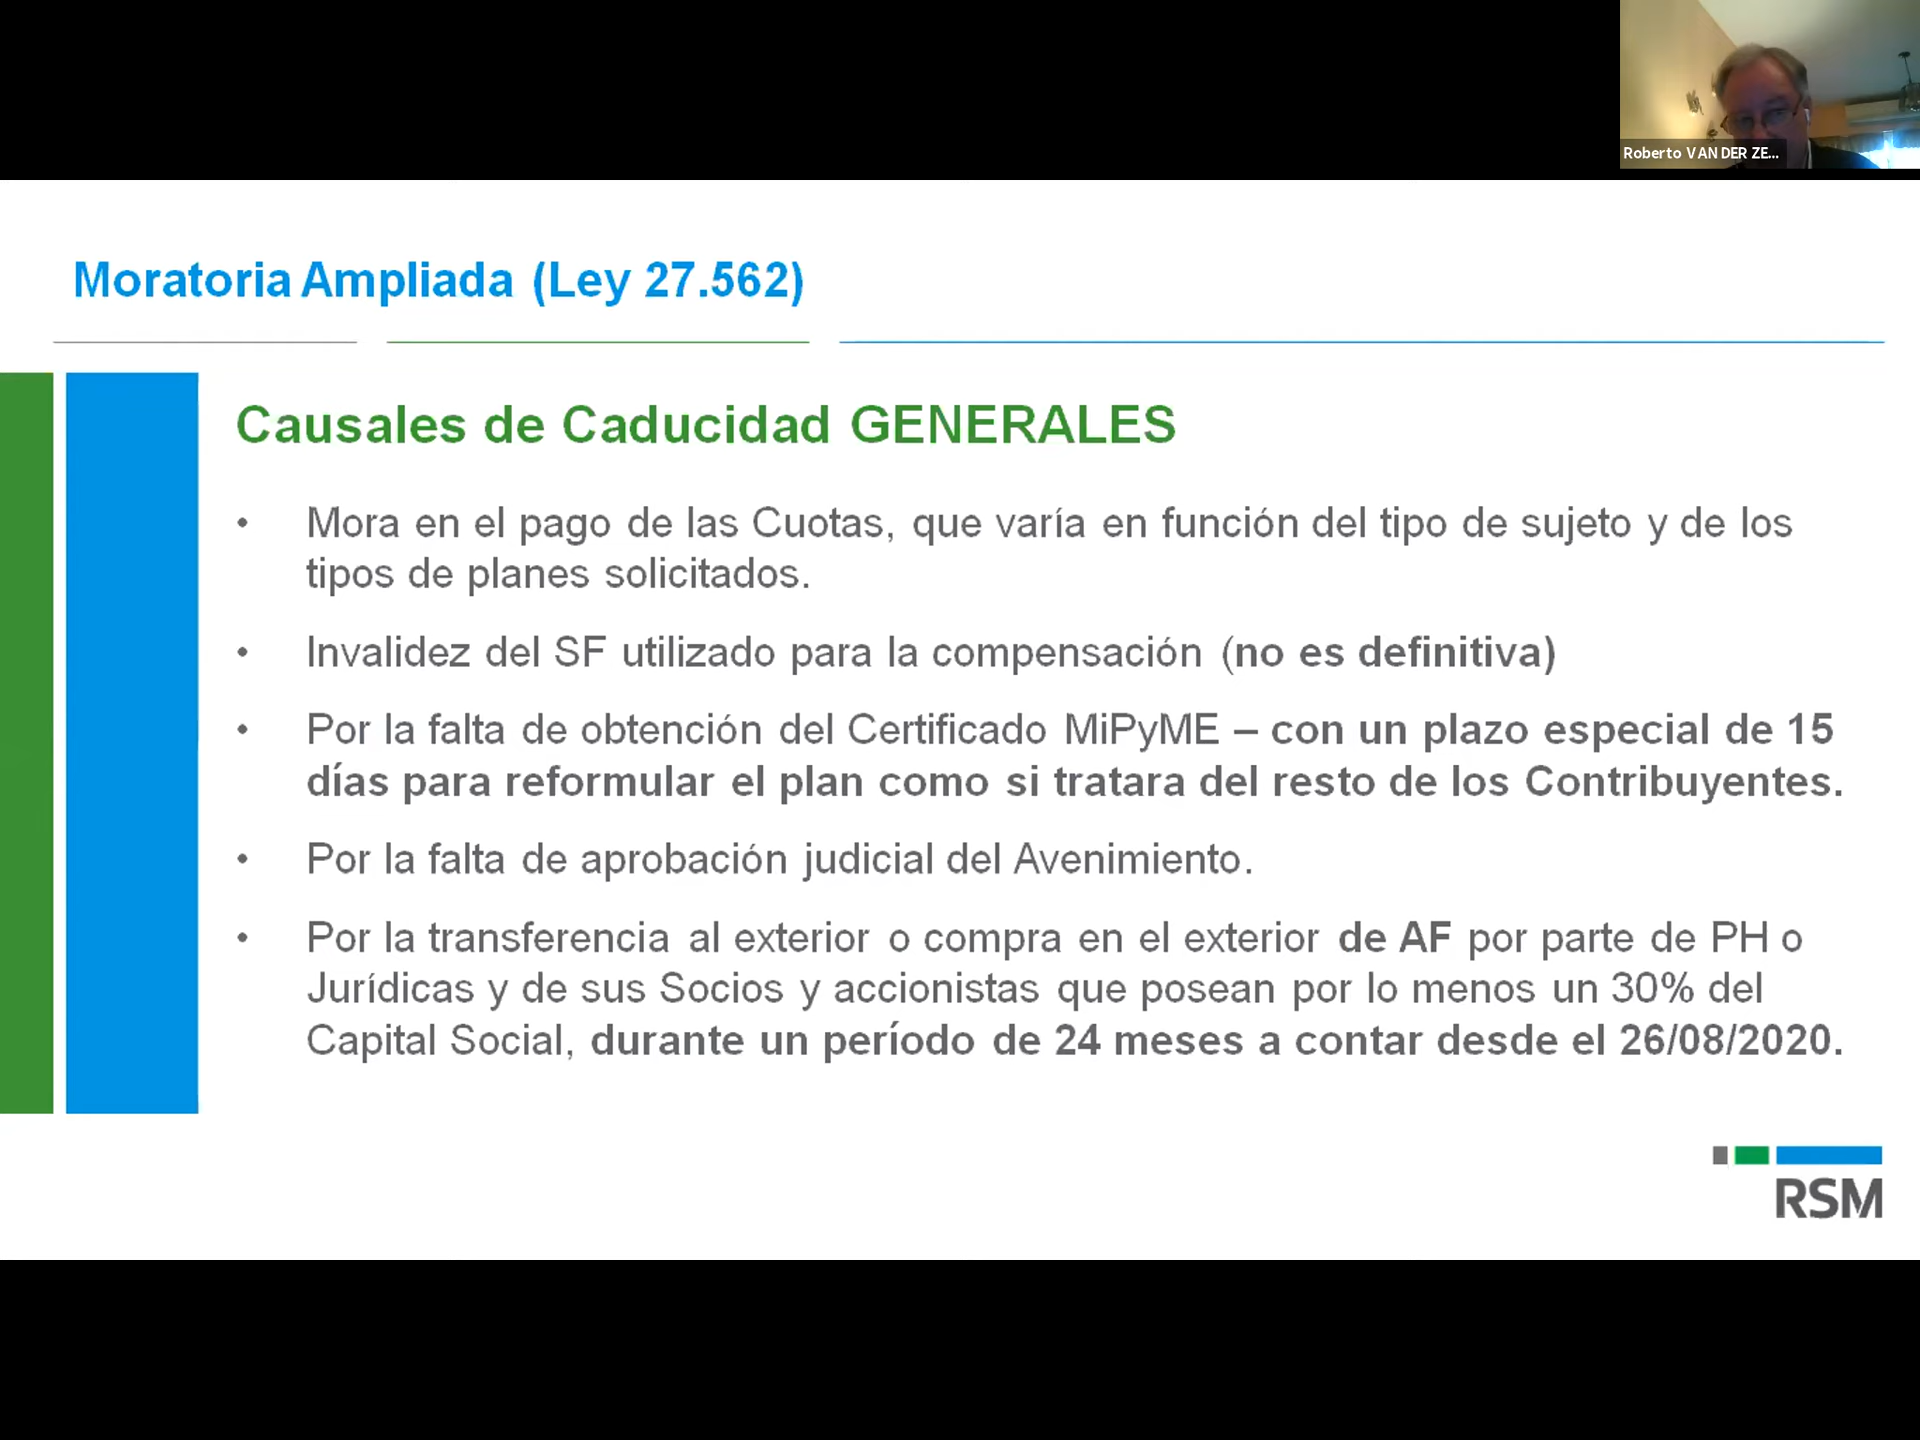 Roberto VAN DER ZE...
Moratoria Ampliada (Ley 27.562)
Causales de Caducidad GENERALES
• Mora en el pago de las Cuotas, que varía en función del tipo de sujeto y de los
tipos de planes solicitados.
• Invalidez del SF utilizado para la compensación (no es definitiva)
• Por la falta de obtención del Certificado MiPyME – con un plazo especial de 15
días para reformular el plan como si tratara del resto de los Contribuyentes.
• Por la falta de aprobación judicial del Avenimiento.
• Por la transferencia al exterior o compra en el exterior de AF por parte de PH o
Jurídicas y de sus Socios y accionistas que posean por lo menos un 30% del
Capital Social, durante un período de 24 meses a contar desde el 26/08/2020.
RSM